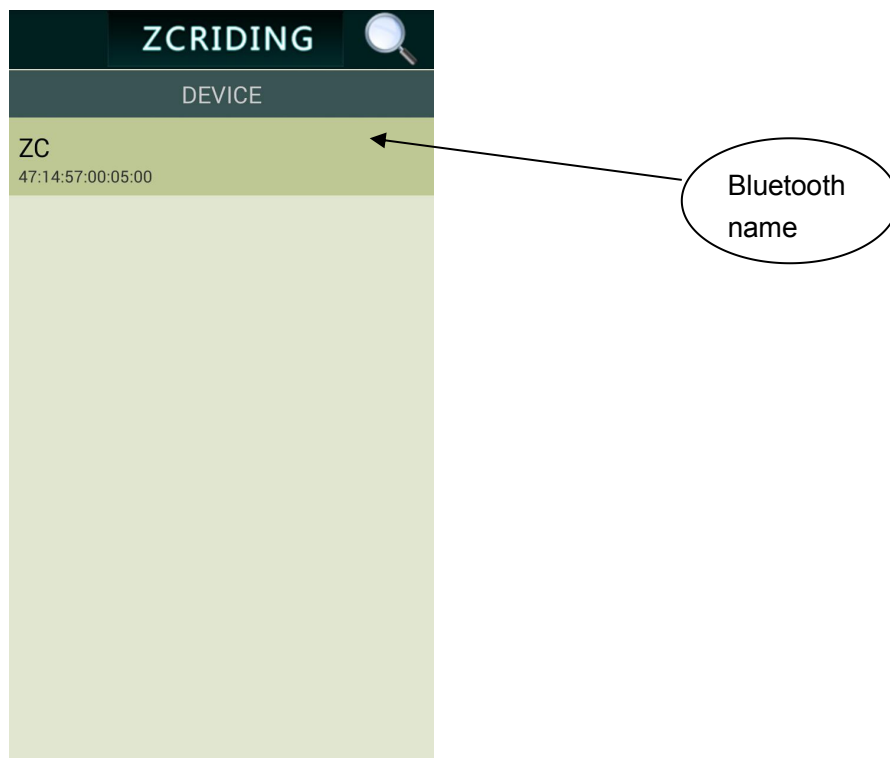 ZCRIDING
DEVICE
ZC
47:14:57:00:05:00
Bluetooth
name